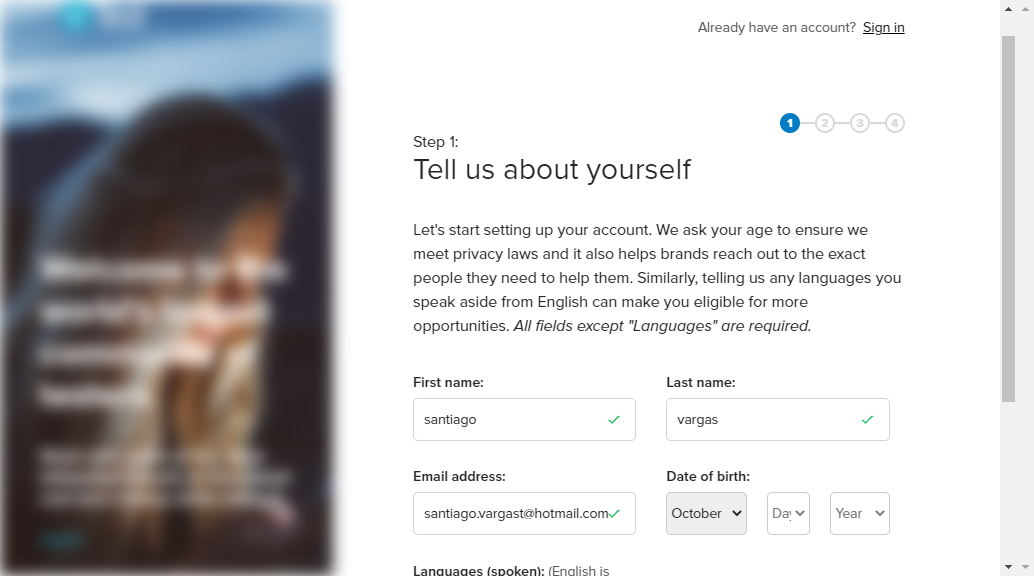 Already have an account? Sign in
1 2 3 4
Step 1:
Tell us about yourself
Let's start setting up your account. We ask your age to ensure we
meet privacy laws and it also helps brands reach out to the exact
people they need to help them. Similarly, telling us any languages you
speak aside from English can make you eligible for more
opportunities. All fields except "Languages" are required.
First name: Last name:
santiago vargas
Email address: Date of birth:
santiago.vargast@hotmail.com October Day Year
Languages (spoken): (English is
Welcome to the